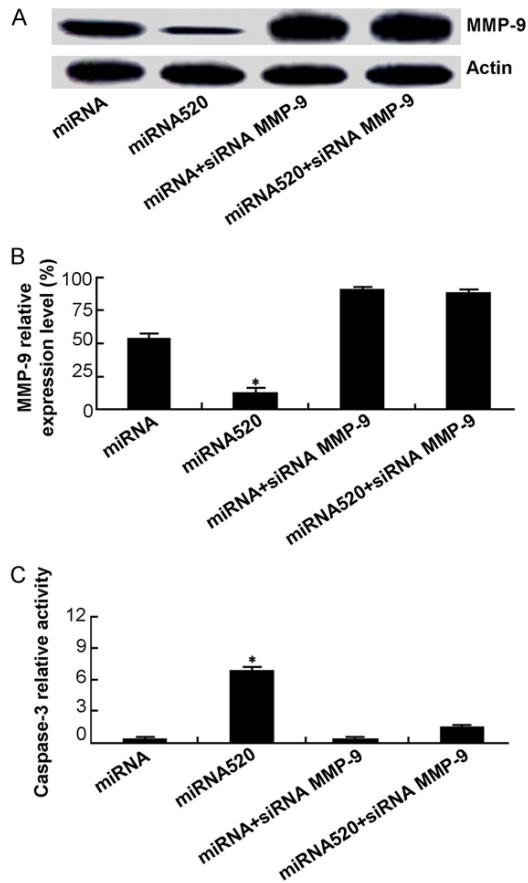 A
MMP-9
Actin
miRNA
miRNA520
miRNA+siRNA MMP-9
miRNA520+siRNA MMP-9
B
MMP-9 relative
expression level (%)
100
75
50
25
0
*
miRNA
miRNA520
miRNA+siRNA MMP-9
miRNA520+siRNA MMP-9
C
Caspase-3 relative activity
12
9
6
3
0
*
miRNA
miRNA520
miRNA+siRNA MMP-9
miRNA520+siRNA MMP-9